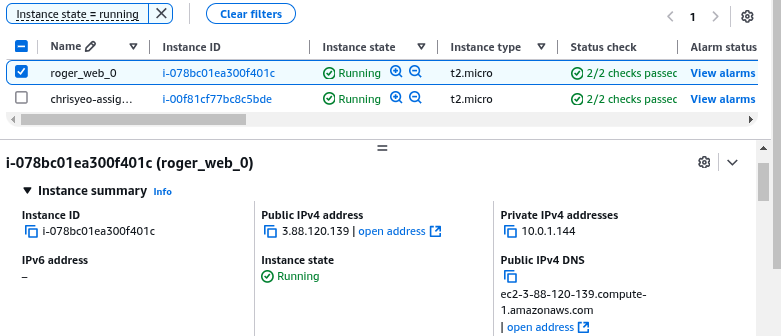 Instance state = running
Clear filters
1
Name Instance ID Instance state Instance type Status check Alarm status
roger_web_0 i-078bc01ea300f401c Running t2.micro 2/2 checks passec View alarms
chrisyeo-assig... i-00f81cf77bc8c5bde Running t2.micro 2/2 checks passec View alarms
i-078bc01ea300f401c (roger_web_0)
Instance summary Info
Instance ID
i-078bc01ea300f401c
Public IPv4 address
3.88.120.139 | open address
Private IPv4 addresses
10.0.1.144
IPv6 address
–
Instance state
Running
Public IPv4 DNS
ec2-3-88-120-139.compute-
1.amazonaws.com
| open address